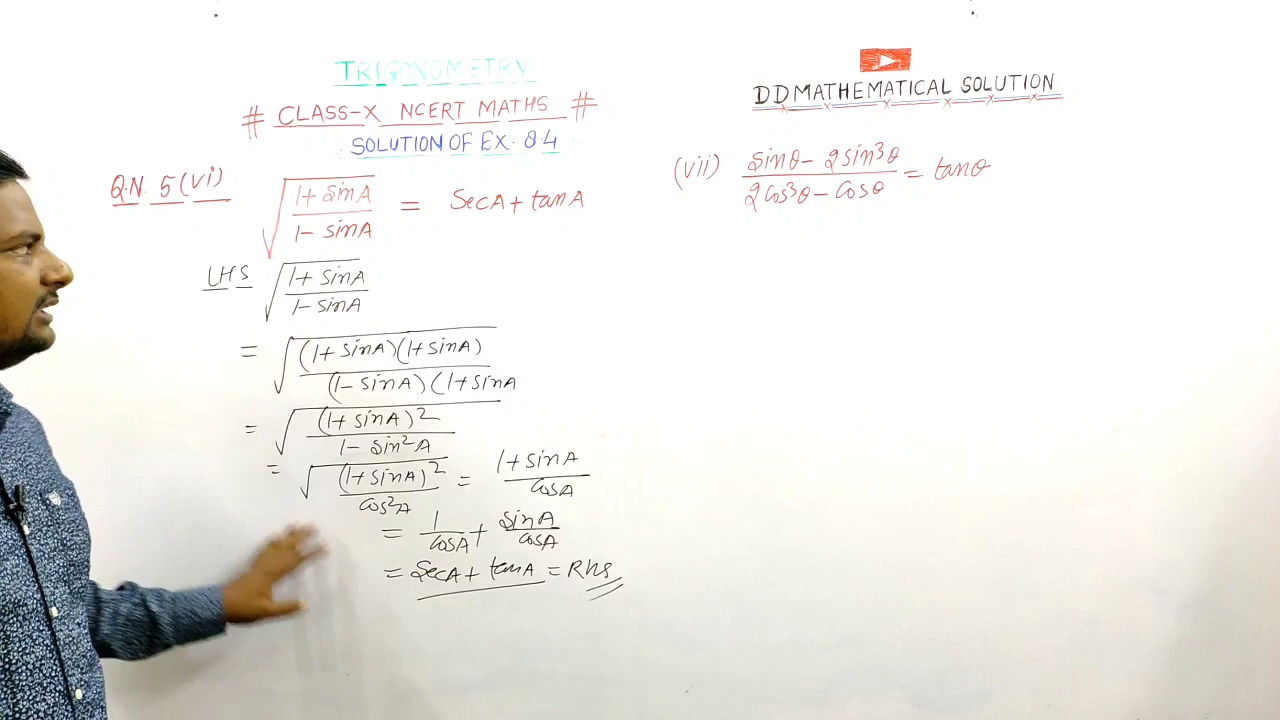 TRIGONOMETRY
# CLASS-X NCERT MATHS #
SOLUTION OF EX. 8.4
Q.N. 5(vi) √((1+sinA)/(1-sinA)) = SecA+tanA
LHS √((1+sinA)/(1-sinA))
= √((1+sinA)(1+sinA)/(1-sinA)(1+sinA)
= √((1+sinA)²/(1-sin²A))
= √((1+sinA)²/cos²A) = (1+sinA)/cosA
= 1/cosA + sinA/cosA
= SecA+tanA = RHS
DD MATHEMATICAL SOLUTION
(vii) (sinθ-2sin³θ)/(2cos³θ-cosθ) = tanθ